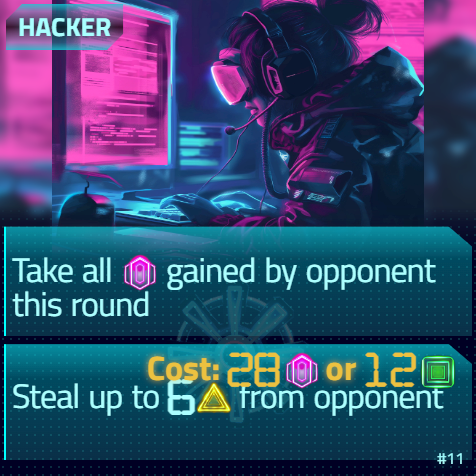 HACKER
Take all gained by opponent
this round
Cost: 28 or 12
Steal up to 6 from opponent
#11